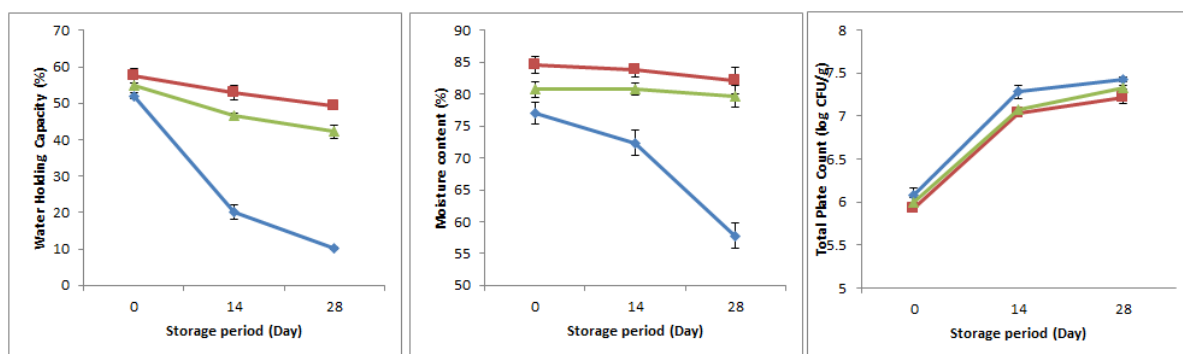 Water Holding Capacity (%)
70
60
50
40
30
20
10
0
0 14 28
Storage period (Day)
Moisture content (%)
90
85
80
75
70
65
60
55
50
0 14 28
Storage period (Day)
Total Plate Count (log CFU/g)
8
7.5
7
6.5
6
5.5
5
0 14 28
Storage period (Day)